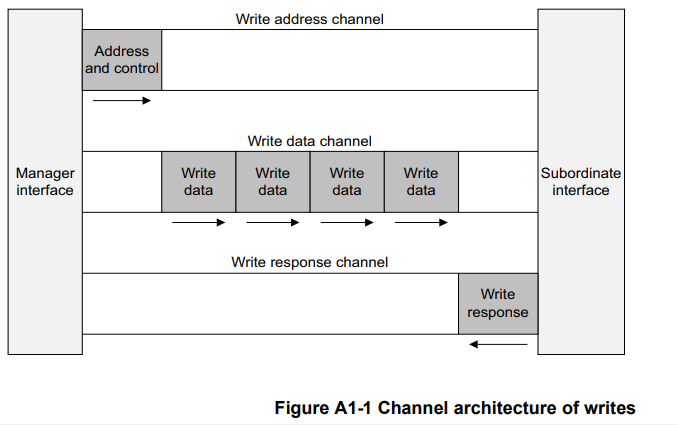 Write address channel
Address
and control
Write data channel
Manager
interface
Write
data
Write
data
Write
data
Write
data
Subordinate
interface
Write response channel
Write
response
Figure A1-1 Channel architecture of writes